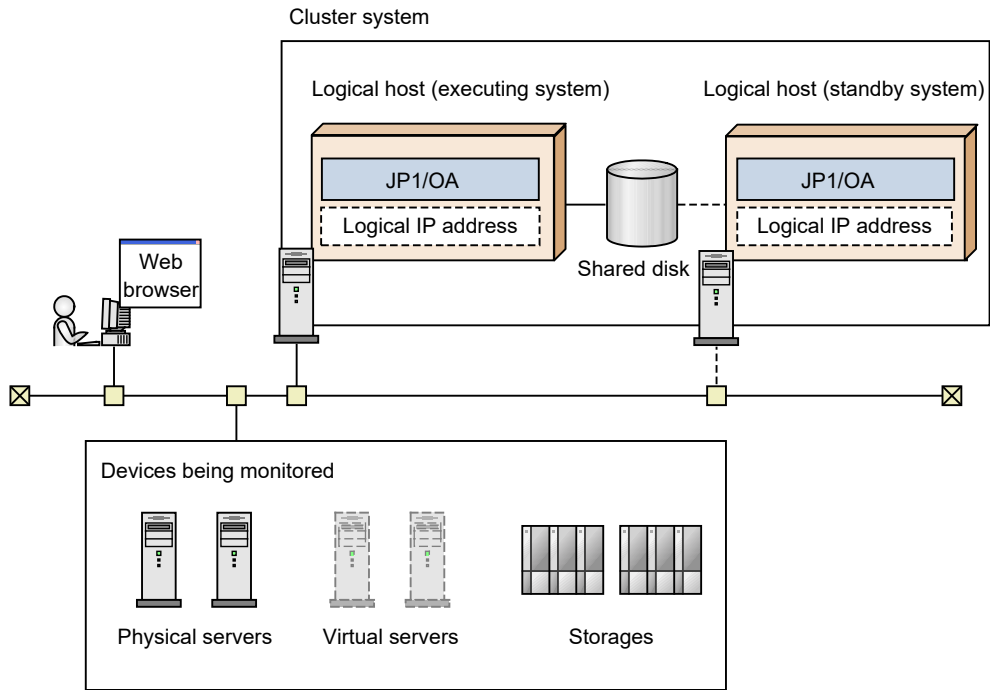 Cluster system
Logical host (executing system)
Logical host (standby system)
JP1/OA
JP1/OA
Logical IP address
Logical IP address
Shared disk
Web
browser
Devices being monitored
Physical servers
Virtual servers
Storages